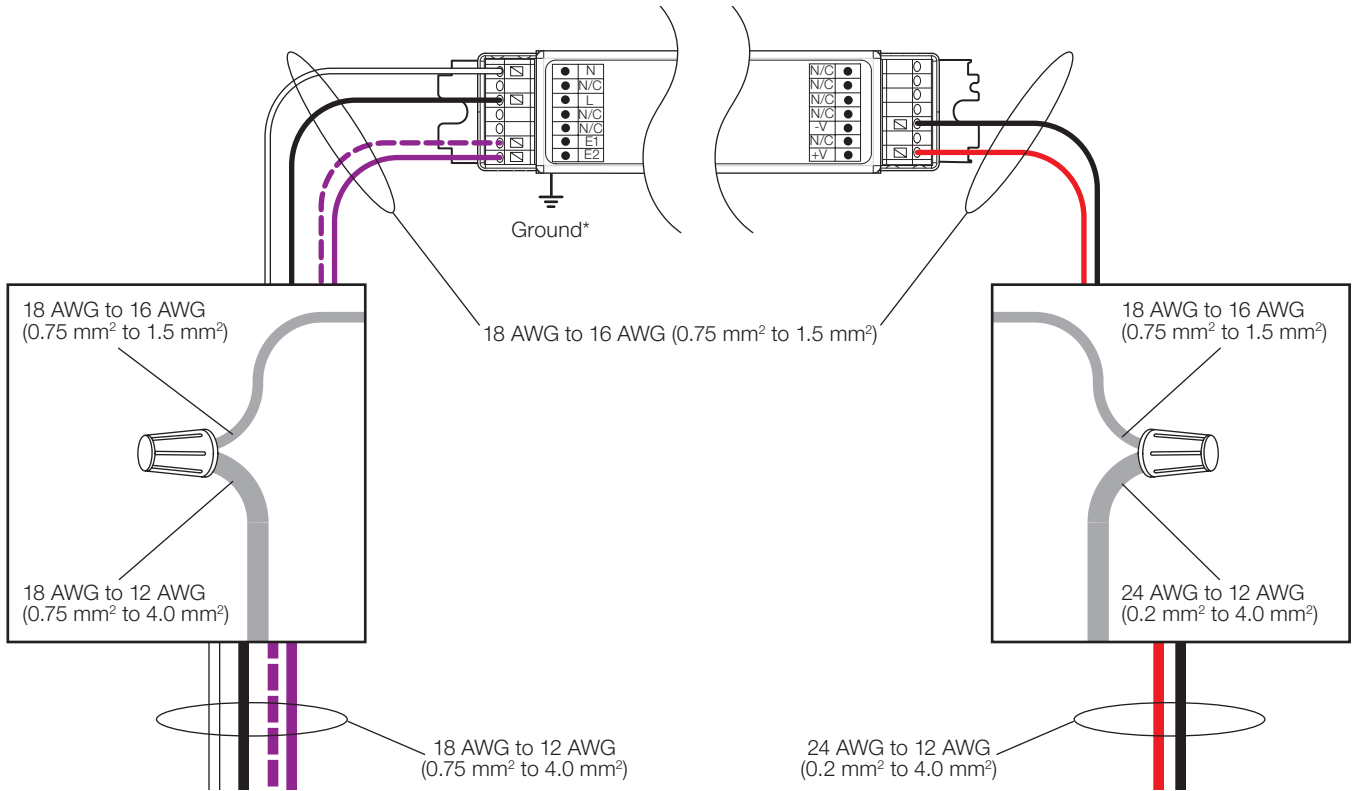 N
N/C
L
N/C
N/C
E1
E2
N/C
N/C
N/C
N/C
-V
N/C
+V
Ground*
18 AWG to 16 AWG
(0.75 mm² to 1.5 mm²)
18 AWG to 16 AWG (0.75 mm² to 1.5 mm²)
18 AWG to 16 AWG
(0.75 mm² to 1.5 mm²)
18 AWG to 12 AWG
(0.75 mm² to 4.0 mm²)
24 AWG to 12 AWG
(0.2 mm² to 4.0 mm²)
18 AWG to 12 AWG
(0.75 mm² to 4.0 mm²)
24 AWG to 12 AWG
(0.2 mm² to 4.0 mm²)